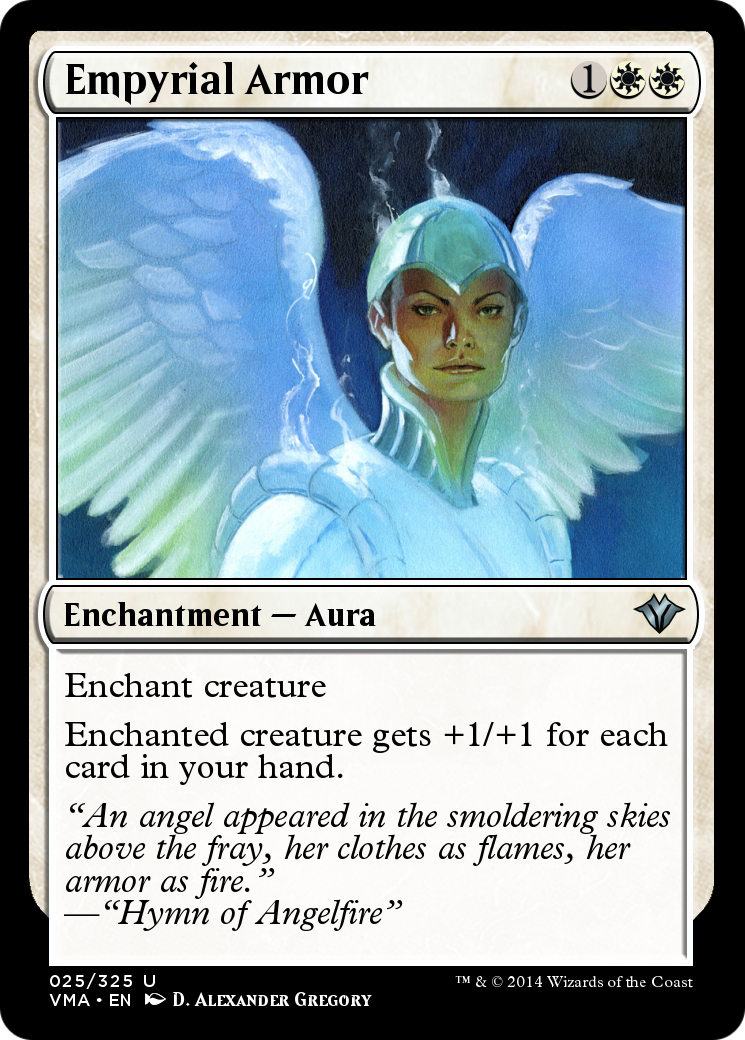 Empyrial Armor 1
Enchantment — Aura
Enchant creature
Enchanted creature gets +1/+1 for each
card in your hand.
“An angel appeared in the smoldering skies
above the fray, her clothes as flames, her
armor as fire.”
—“Hymn of Angelfire”
025/325 U
VMA • EN D. Alexander Gregory
™ & © 2014 Wizards of the Coast